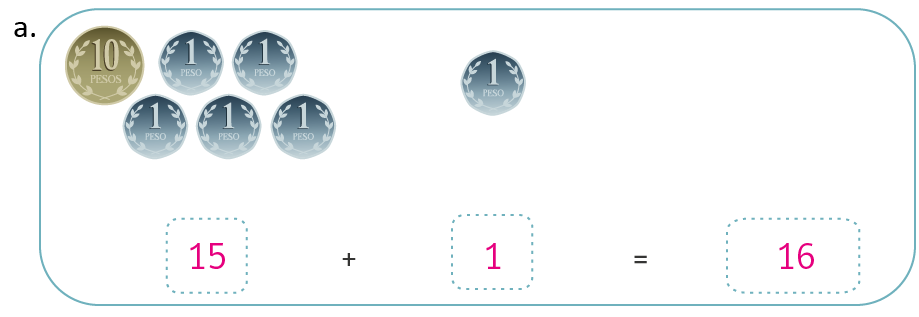 a.
10 PESOS 1 PESO 1 PESO 1 PESO
1 PESO 1 PESO 1 PESO
15 + 1 = 16